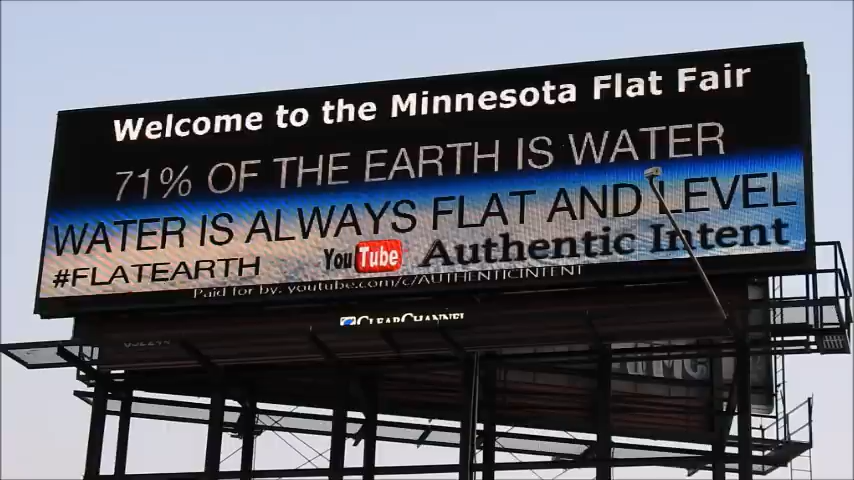 Welcome to the Minnesota Flat Fair
71% OF THE EARTH IS WATER
WATER IS ALWAYS FLAT AND LEVEL
#FLATEARTH YouTube Authentic Intent
Paid for by: youtube.com/c/AUTHENTICINTENT
CLEARCHANNEL